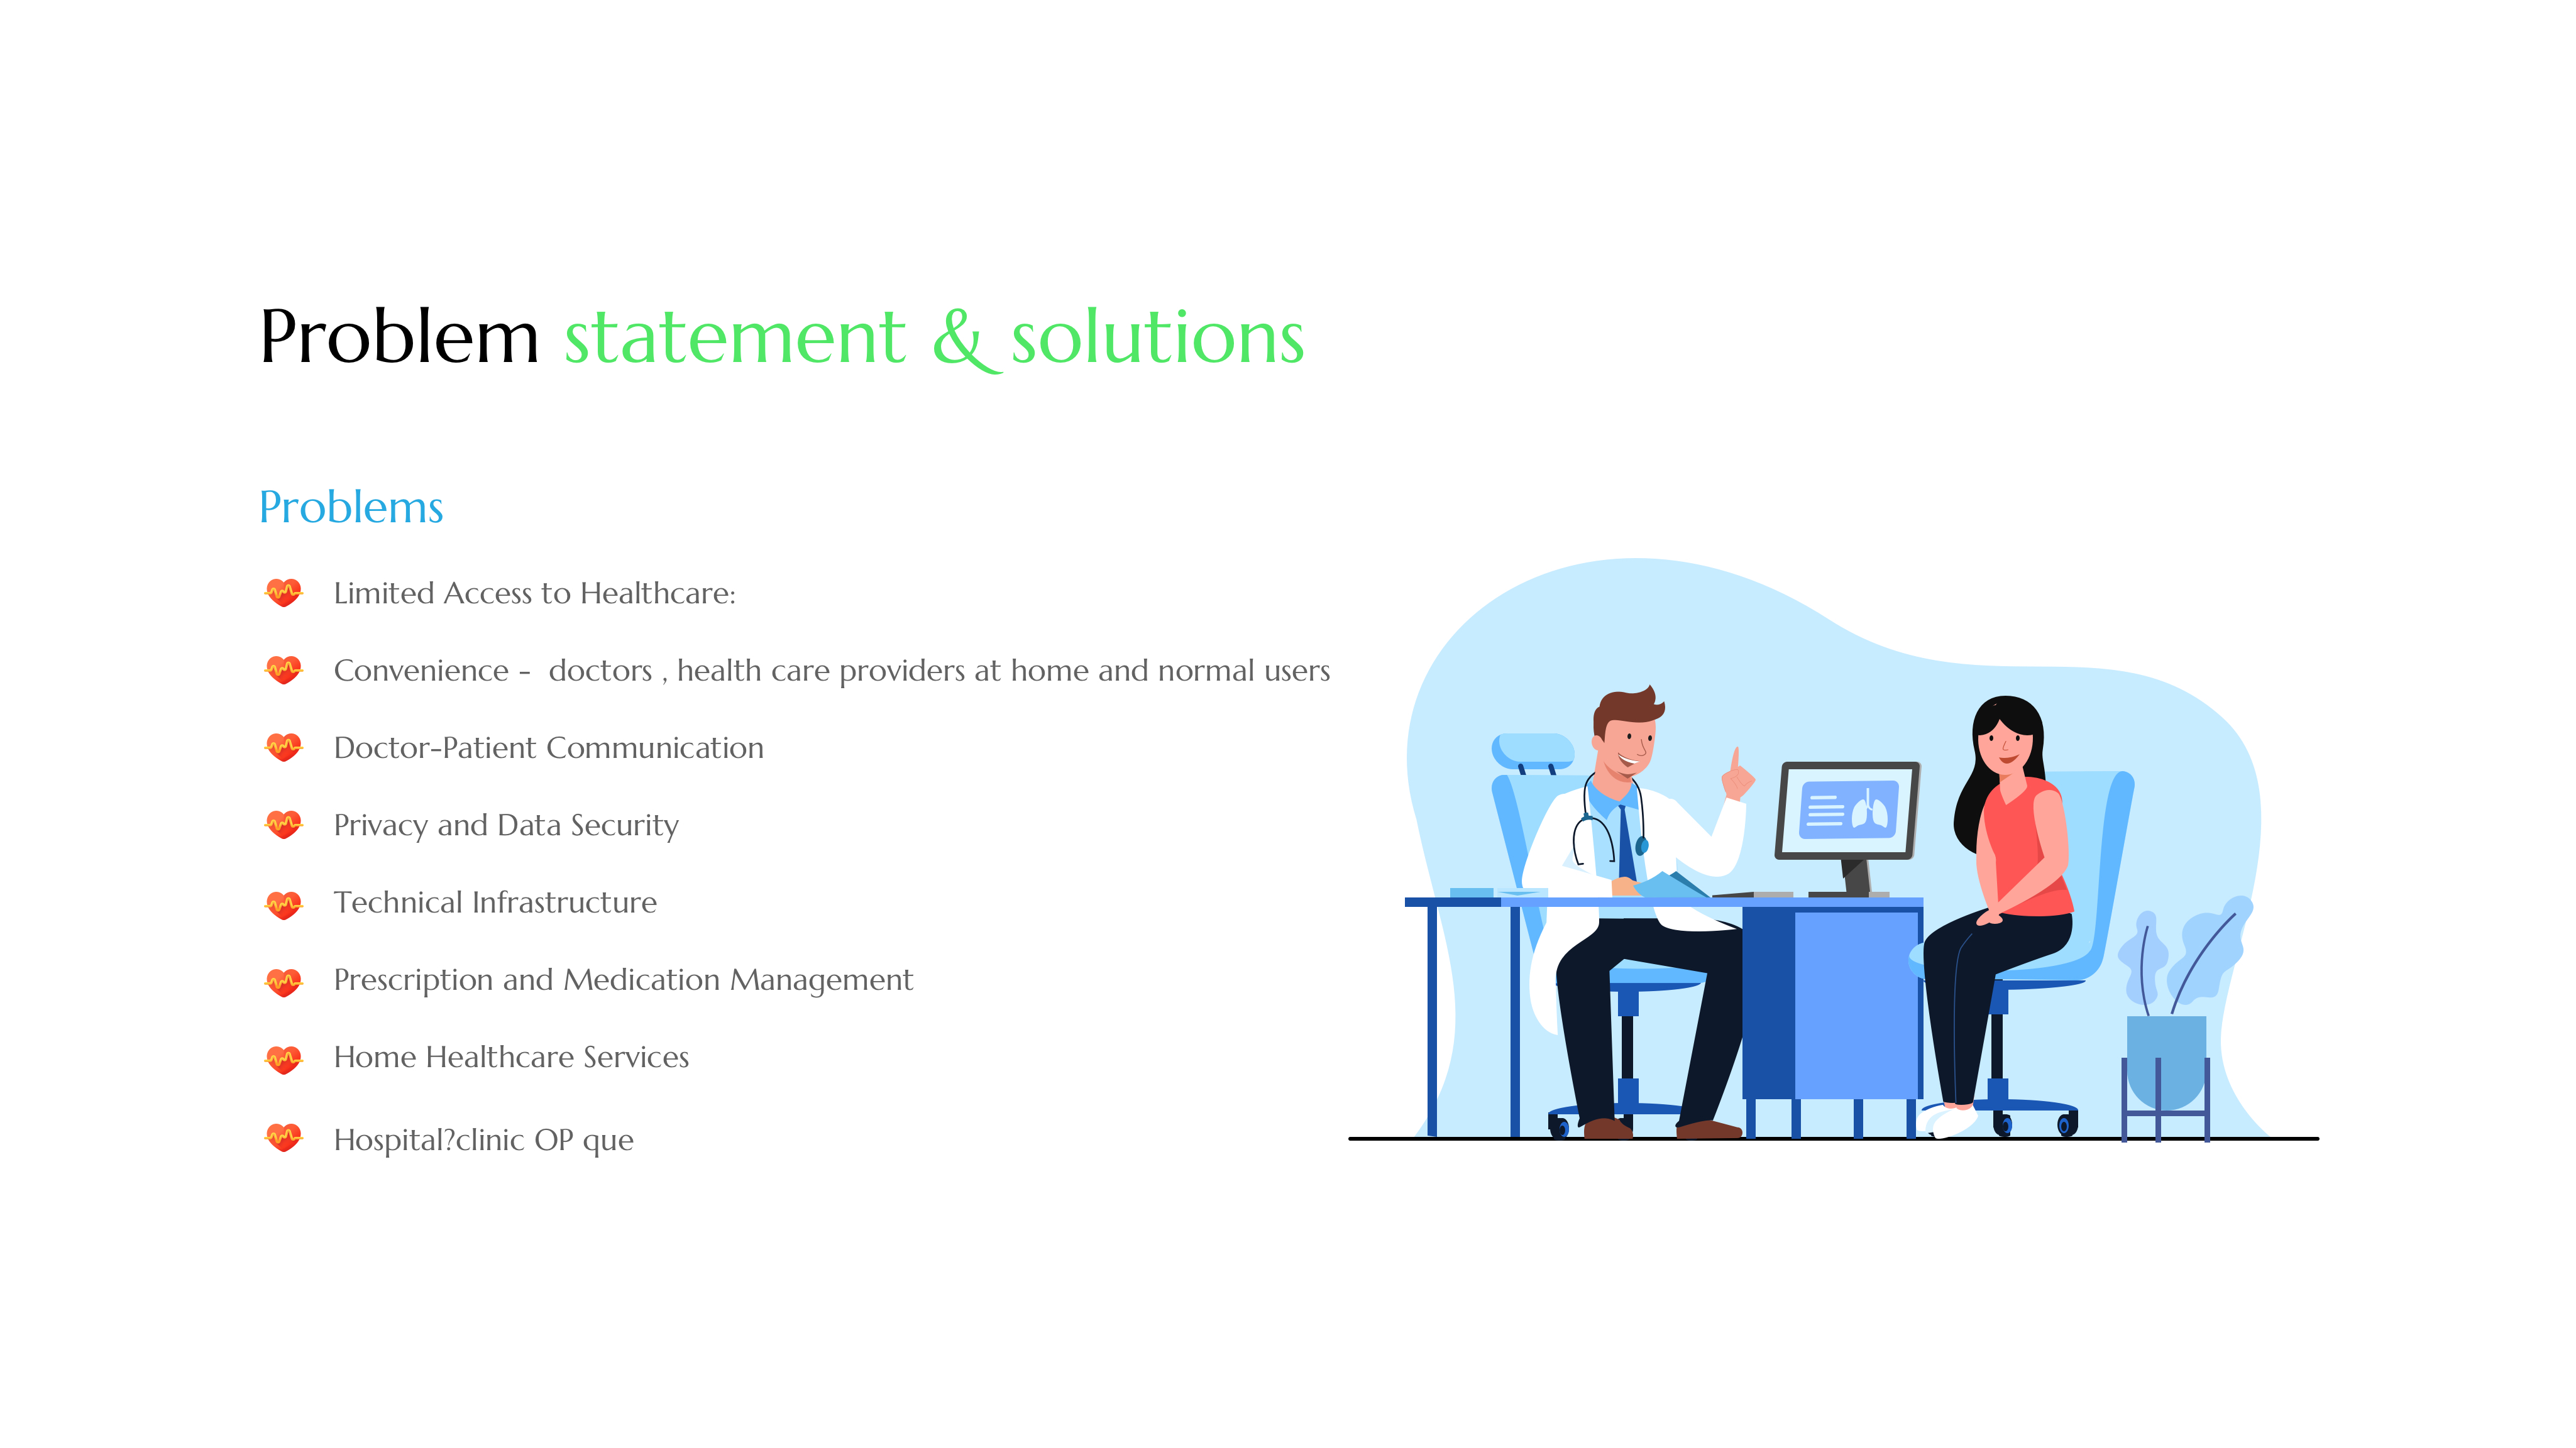 Problem statement & solutions
Problems
Limited Access to Healthcare:
Convenience -  doctors , health care providers at home and normal users
Doctor-Patient Communication
Privacy and Data Security
Technical Infrastructure
Prescription and Medication Management
Home Healthcare Services
Hospital?clinic OP que